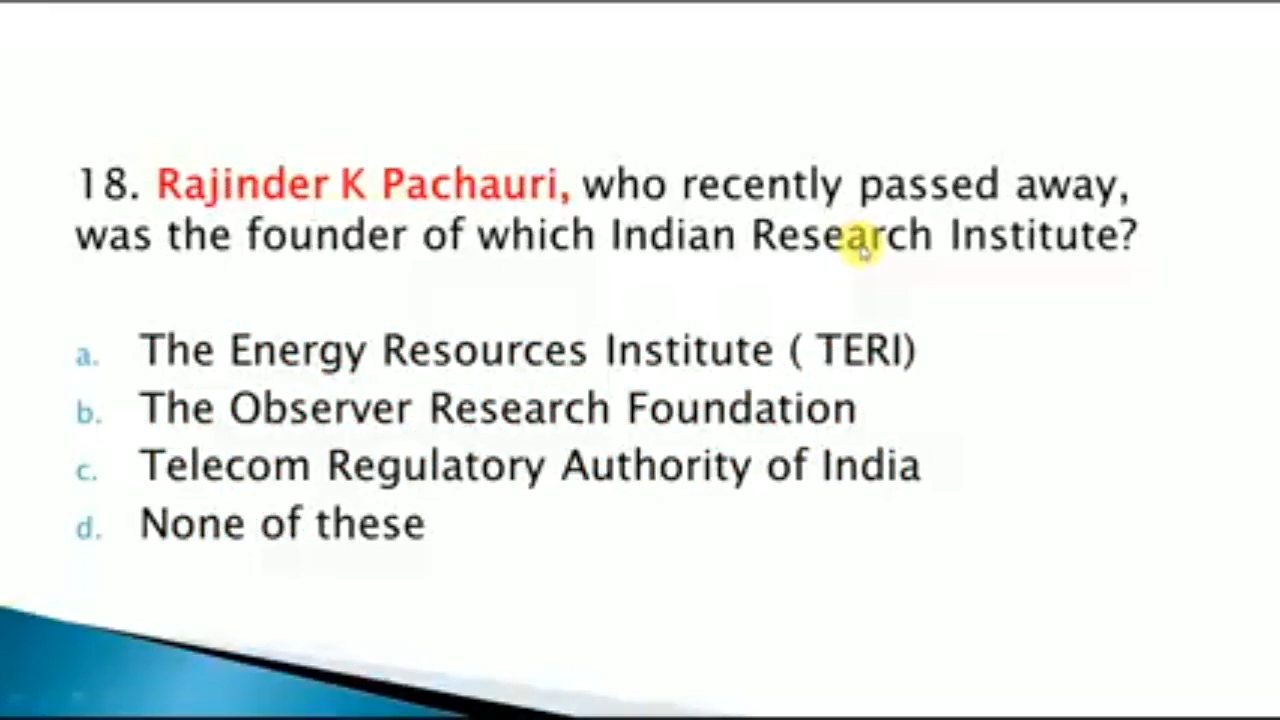 18. Rajinder K Pachauri, who recently passed away,
was the founder of which Indian Research Institute?
a. The Energy Resources Institute ( TERI)
b. The Observer Research Foundation
c. Telecom Regulatory Authority of India
d. None of these